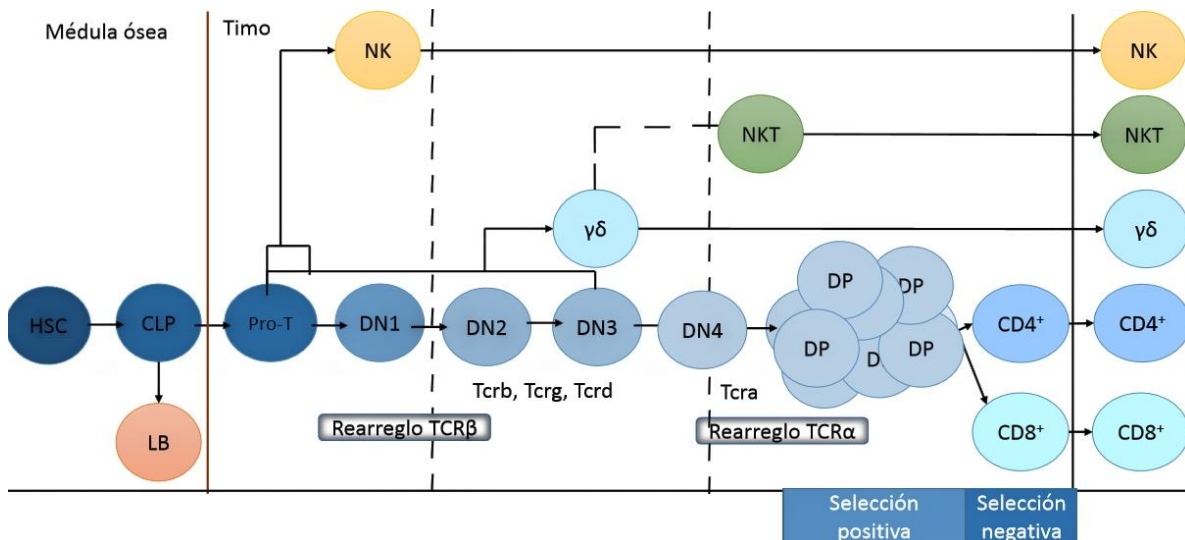 Médula ósea
Timo
NK
NK
NKT
NKT
γδ
γδ
HSC
CLP
Pro-T
DN1
DN2
DN3
DN4
DP
DP
DP
DP
D
CD4⁺
CD4⁺
LB
Tcrb, Tcrg, Tcrd
Tcra
Rearreglo TCRβ
Rearreglo TCRα
CD8⁺
CD8⁺
Selección
positiva
Selección
negativa